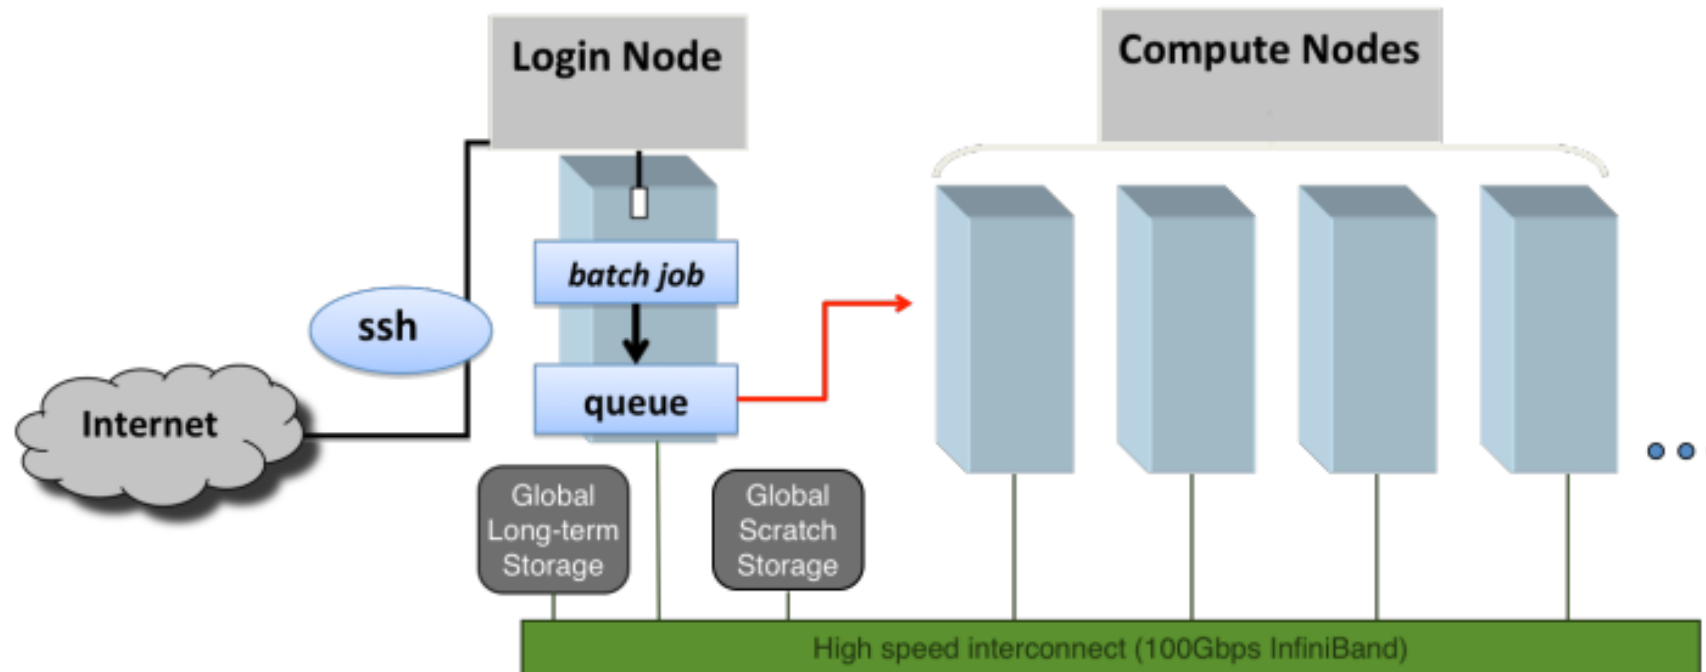 Login Node
Compute Nodes
batch job
ssh
queue
Internet
Global
Long-term
Storage
Global
Scratch
Storage
High speed interconnect (100Gbps InfiniBand)